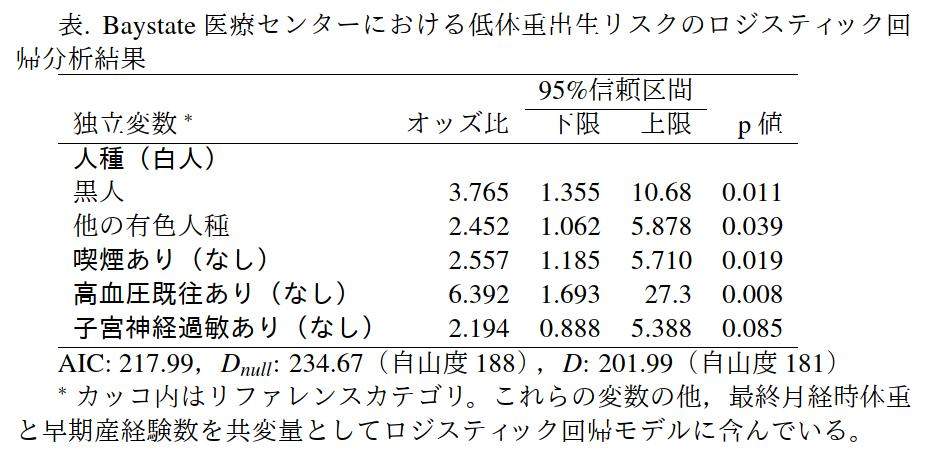 表. Baystate 医療センターにおける低体重出生リスクのロジスティック回
帰分析結果
95%信頼区間
独立変数 * オッズ比 下限 上限 p 値
人種（白人）
黒人 3.765 1.355 10.68 0.011
他の有色人種 2.452 1.062 5.878 0.039
喫煙あり（なし） 2.557 1.185 5.710 0.019
高血圧既往あり（なし） 6.392 1.693 27.3 0.008
子宮神経過敏あり（なし） 2.194 0.888 5.388 0.085
AIC: 217.99，Dnull: 234.67（自由度 188），D: 201.99（自由度 181）
* カッコ内はリファレンスカテゴリ。これらの変数の他，最終月経時体重
と早期産経験数を共変量としてロジスティック回帰モデルに含んでいる。